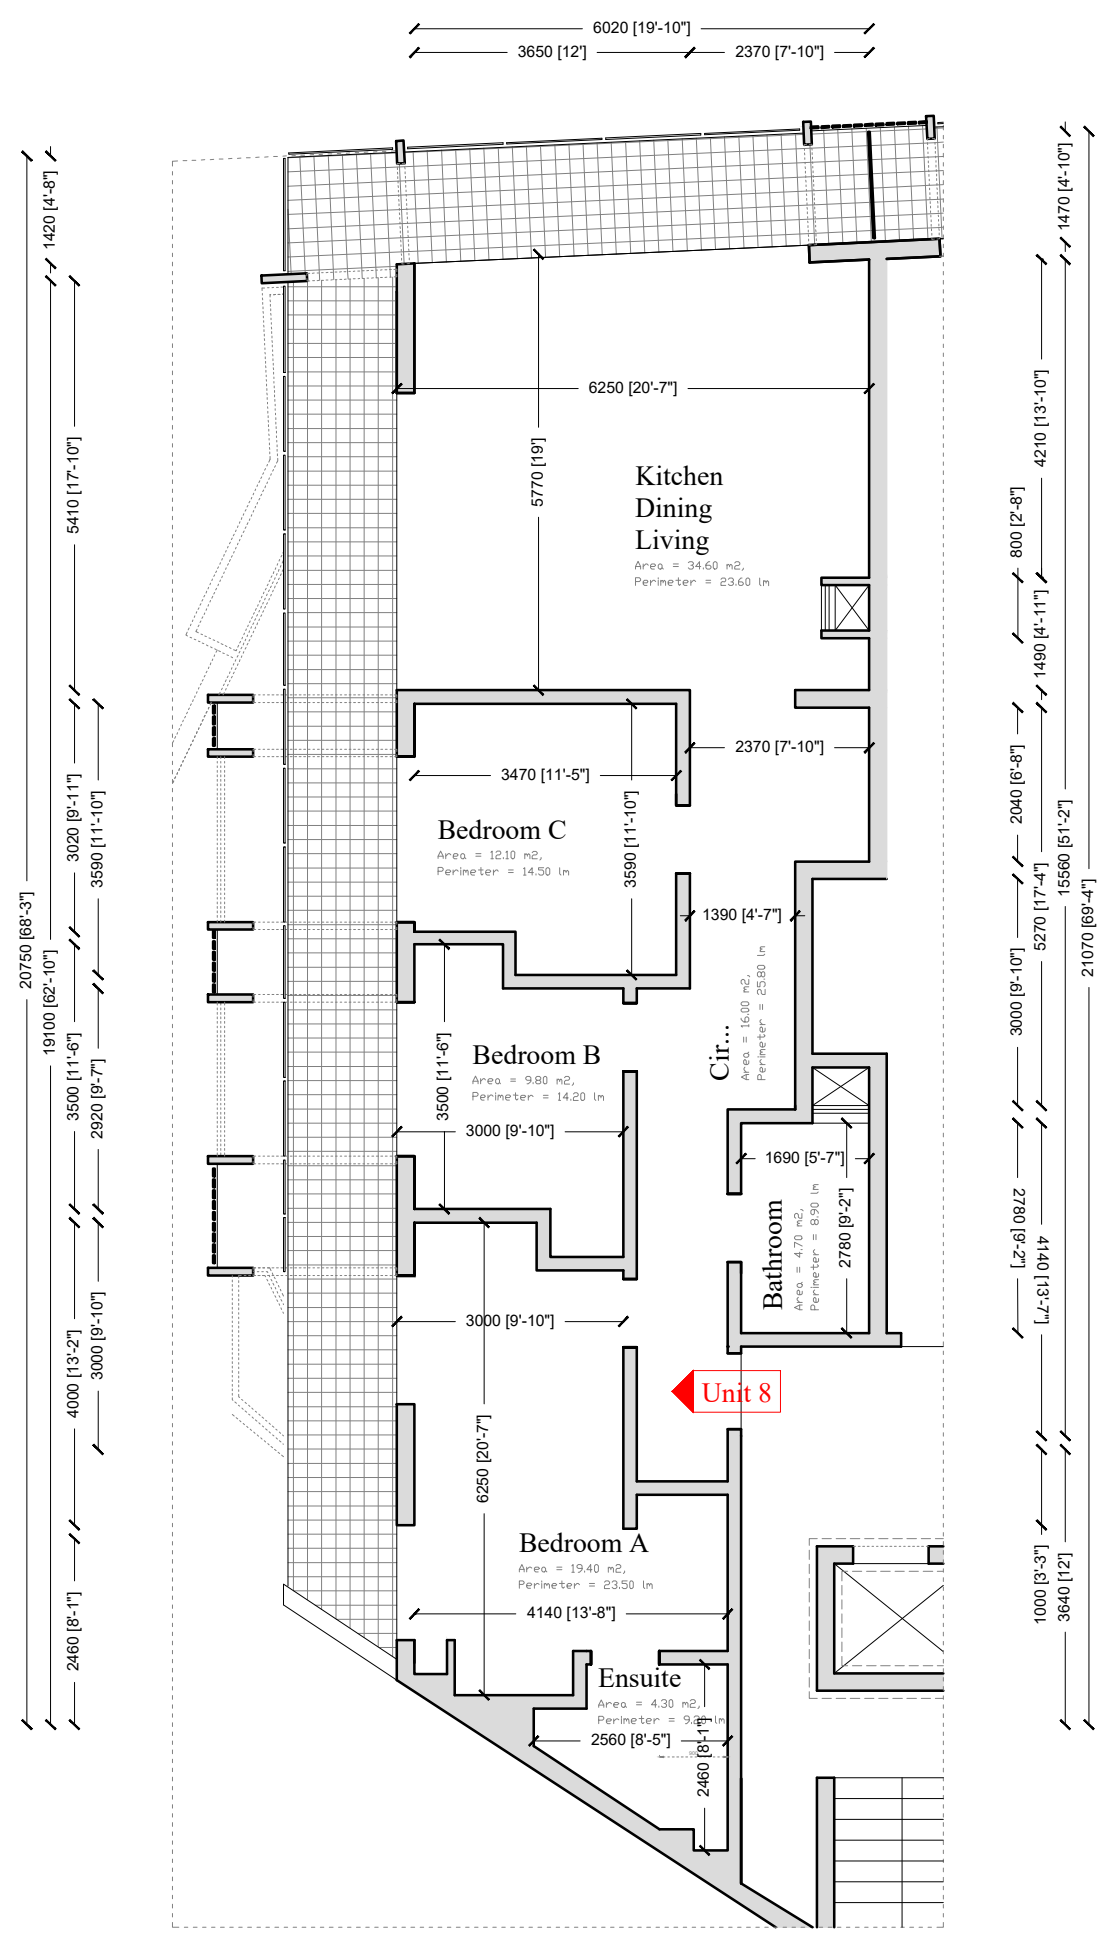 6020 [19'-10"]
3650 [12']
2370 [7'-10"]
1420 [4'-8"]
1470 [4'-10"]
6250 [20'-7"]
5770 [19']
5410 [17'-10"]
4210 [13'-10"]
800 [2'-8"]
1490 [4'-11"]
Kitchen
Dining
Living
Area = 34.60 m2,
Perimeter = 23.60 lm
2370 [7'-10"]
3470 [11'-5"]
3590 [11'-10"]
Bedroom C
Area = 12.10 m2,
Perimeter = 14.50 lm
3020 [9'-11"]
3590 [11'-10"]
20750 [68'-3"]
19100 [62'-10"]
2040 [6'-8"]
15560 [51'-2"]
5270 [17'-4"]
21070 [69'-4"]
3000 [9'-10"]
1390 [4'-7"]
Cir...
Area = 16.00 m2,
Perimeter = 25.80 lm
Bedroom B
Area = 9.80 m2,
Perimeter = 14.20 lm
3500 [11'-6"]
3500 [11'-6"]
2920 [9'-7"]
3000 [9'-10"]
1690 [5'-7"]
2780 [9'-2"]
Bathroom
Area = 4.70 m2,
Perimeter = 8.90 lm
2780 [9'-2"]
4140 [13'-7"]
3000 [9'-10"]
4000 [13'-2"]
3000 [9'-10"]
Unit 8
6250 [20'-7"]
Bedroom A
Area = 19.40 m2,
Perimeter = 23.50 lm
4140 [13'-8"]
2460 [8'-1"]
1000 [3'-3"]
3640 [12']
Ensuite
Area = 4.30 m2,
Perimeter = lm
2560 [8'-5"]
2460 [8'-1"]